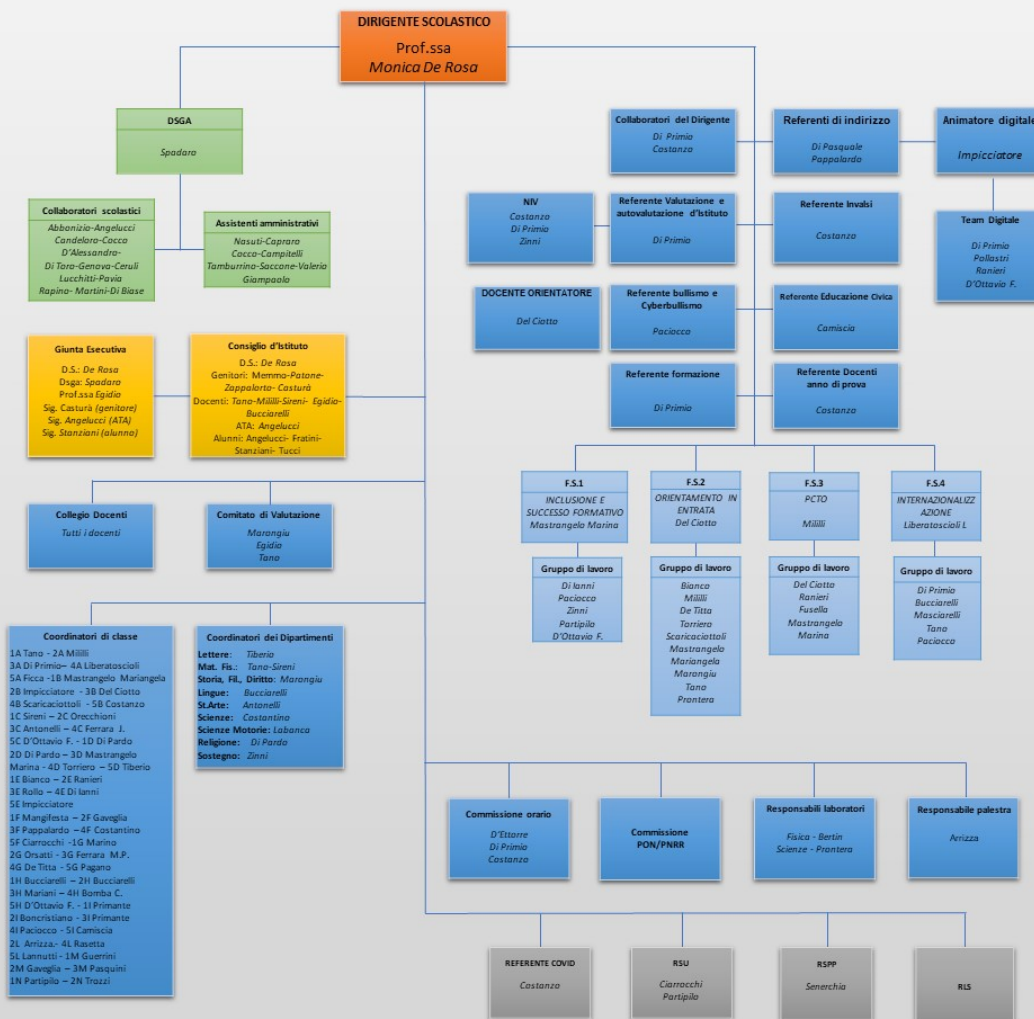 DIRIGENTE SCOLASTICO
Prof.ssa
Monica De Rosa
DSGA
Spadaro
Collaboratori scolastici
Abbonizio-Angelucci
Candeloro-Cocco
D'Alessandro-
Di Toro-Genova-Ceruli
Lucchitti-Pavia
Rapino- Martini-Di Biase
Assistenti amministrativi
Nasuti-Capraro
Cocco-Campitelli
Tamburrino-Saccone-Valerio
Giampaolo
Collaboratori del Dirigente
Di Primio
Costanzo
Referenti di indirizzo
Di Pasquale
Pappalardo
Animatore digitale
Impicciatore
NIV
Costanzo
Di Primio
Zinni
Referente Valutazione e
autovalutazione d'Istituto
Di Primio
Referente Invalsi
Costanzo
Team Digitale
Di Primio
Pollastri
Ranieri
D'Ottavio F.
DOCENTE ORIENTATORE
Del Ciotto
Referente bullismo e
Cyberbullismo
Paciocco
Referente Educazione Civica
Camiscia
Referente formazione
Di Primio
Referente Docenti
anno di prova
Costanzo
Giunta Esecutiva
D.S.: De Rosa
Dsga: Spadaro
Prof.ssa Egidio
Sig. Casturà (genitore)
Sig. Angelucci (ATA)
Sig. Stanziani (alunno)
Consiglio d'Istituto
D.S.: De Rosa
Genitori: Memmo-Patone-
Zappalorto- Casturà
Docenti: Tano-Mililli-Sireni- Egidio-
Bucciarelli
ATA: Angelucci
Alunni: Angelucci- Fratini-
Stanziani- Tucci
F.S.1
INCLUSIONE E
SUCCESSO FORMATIVO
Mastrangelo Marina
F.S.2
ORIENTAMENTO IN
ENTRATA
Del Ciotto
F.S.3
PCTO
Mililli
F.S.4
INTERNAZIONALIZZ
AZIONE
Liberatoscioli L
Collegio Docenti
Tutti i docenti
Comitato di Valutazione
Marongiu
Egidio
Tano
Gruppo di lavoro
Di Ianni
Paciocco
Zinni
Partipilo
D'Ottavio F.
Gruppo di lavoro
Bianco
Mililli
De Titta
Torriero
Scaricaciottoli
Mastrangelo
Mariangela
Marongiu
Tano
Prontera
Gruppo di lavoro
Del Ciotto
Ranieri
Fusella
Mastrangelo
Marina
Gruppo di lavoro
Di Primio
Bucciarelli
Masciarelli
Tano
Paciocco
Coordinatori di classe
1A Tano - 2A Mililli
3A Di Primio– 4A Liberatoscioli
5A Ficca -1B Mastrangelo Mariangela
2B Impicciatore - 3B Del Ciotto
4B Scaricaciottoli - 5B Costanzo
1C Sireni – 2C Orecchioni
3C Antonelli – 4C Ferrara J.
5C D'Ottavio F. - 1D Di Pardo
2D Di Pardo – 3D Mastrangelo
Marina - 4D Torriero – 5D Tiberio
1E Bianco – 2E Ranieri
3E Rollo – 4E Di Ianni
5E Impicciatore
1F Mangifesta – 2F Gaveglia
3F Pappalardo – 4F Costantino
5F Ciarrocchi -1G Marino
2G Orsatti - 3G Ferrara M.P.
4G De Titta - 5G Pagano
1H Bucciarelli – 2H Bucciarelli
3H Mariani – 4H Bomba C.
5H D'Ottavio F. - 1I Primante
2I Boncristiano - 3I Primante
4I Paciocco - 5I Camiscia
2L Arrizza.- 4L Rasetta
5L Lannutti - 1M Guerrini
2M Gaveglia – 3M Pasquini
1N Partipilo – 2N Trozzi
Coordinatori dei Dipartimenti
Lettere: Tiberio
Mat. Fis.: Tano-Sireni
Storia, Fil., Diritto: Marongiu
Lingue: Bucciarelli
St.Arte: Antonelli
Scienze: Costantino
Scienze Motorie: Labanca
Religione: Di Pardo
Sostegno: Zinni
Commissione orario
D'Ettorre
Di Primio
Costanzo
Commissione
PON/PNRR
Responsabili laboratori
Fisica - Bertin
Scienze - Prontera
Responsabile palestra
Arrizza
REFERENTE COVID
Costanzo
RSU
Ciarrocchi
Partipilo
RSPP
Senerchia
RLS